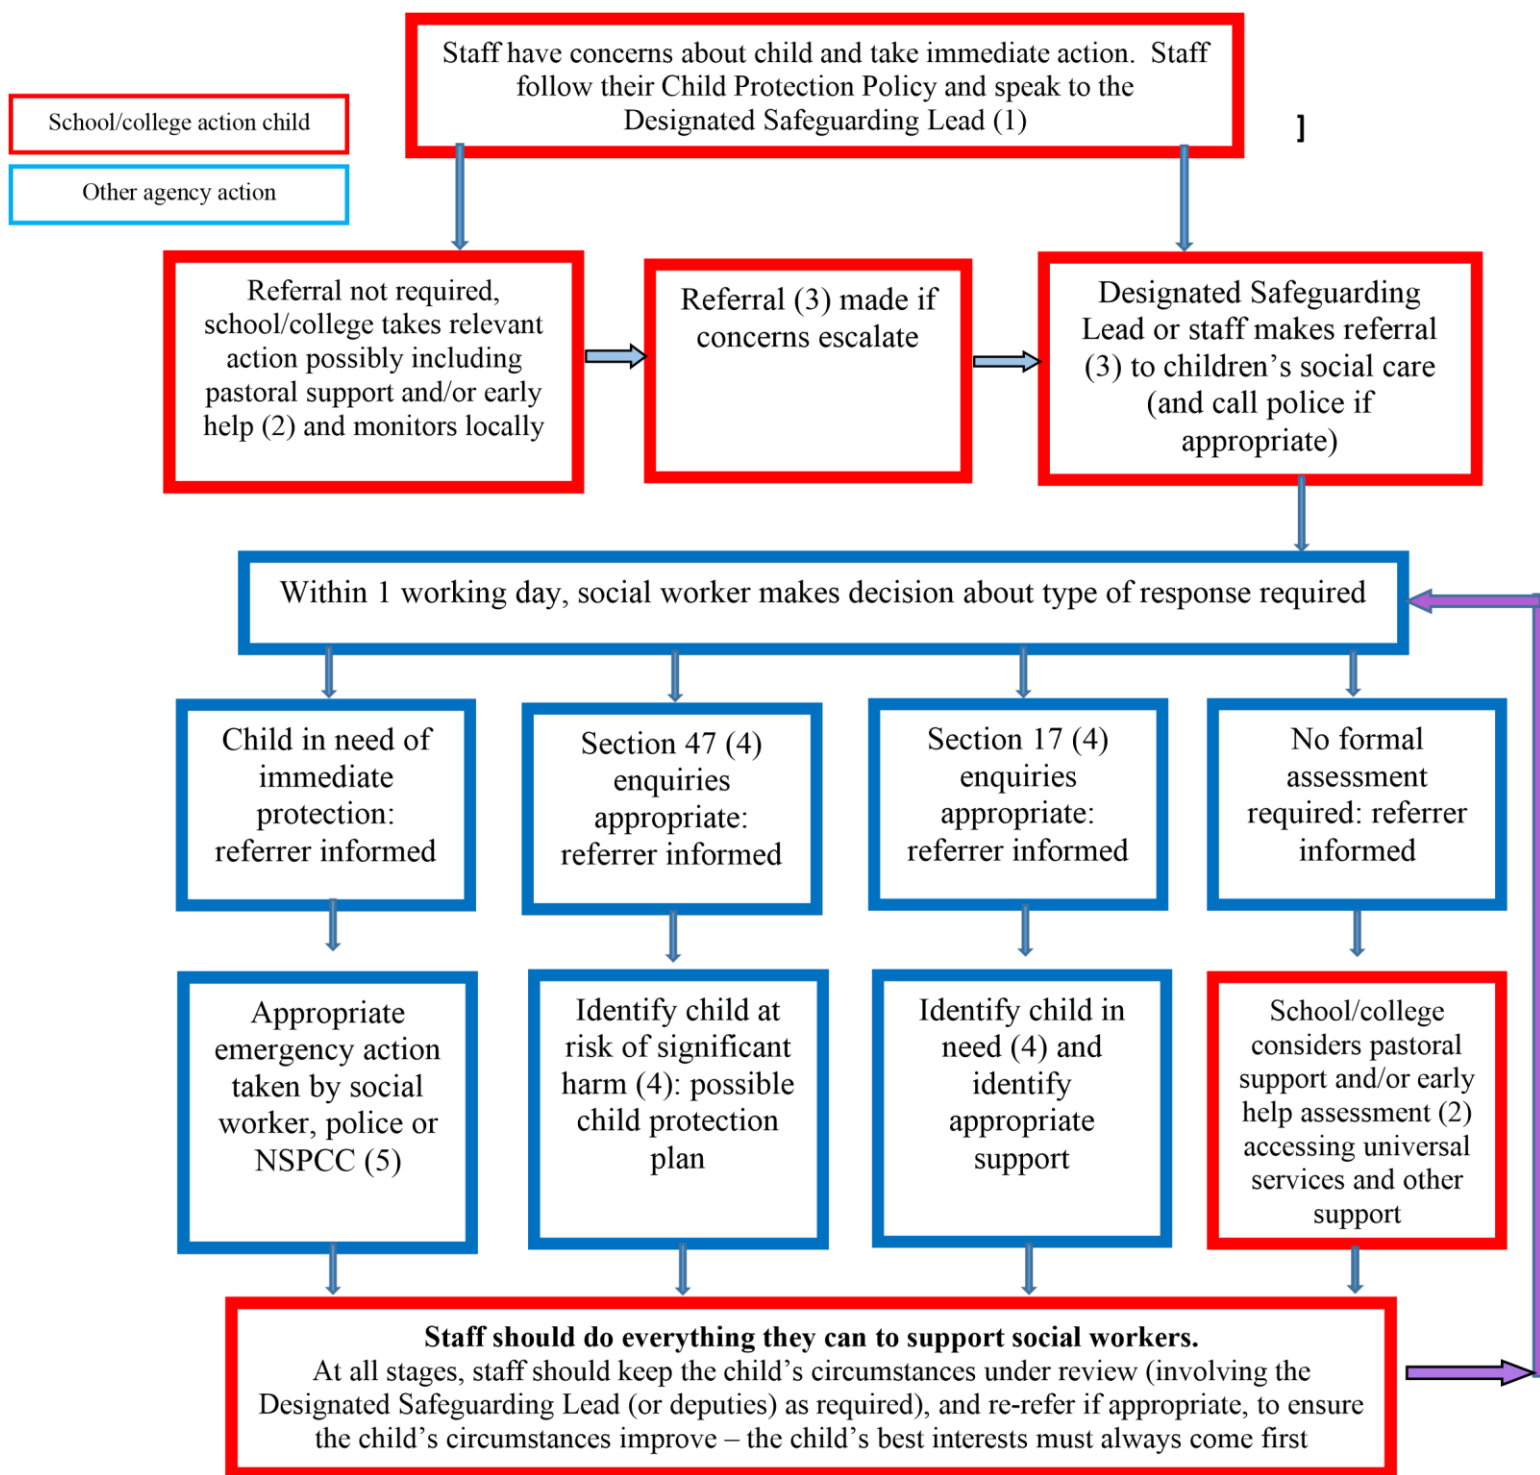 Staff have concerns about child and take immediate action.  Staff
follow their Child Protection Policy and speak to the
Designated Safeguarding Lead (1)
School/college action child
]
Other agency action
Referral not required,
school/college takes relevant
action possibly including
pastoral support and/or early
help (2) and monitors locally
Referral (3) made if
concerns escalate
Designated Safeguarding
Lead or staff makes referral
(3) to children’s social care
(and call police if
appropriate)
Within 1 working day, social worker makes decision about type of response required
Child in need of
immediate
protection:
referrer informed
Section 47 (4)
enquiries
appropriate:
referrer informed
Section 17 (4)
enquiries
appropriate:
referrer informed
No formal
assessment
required: referrer
informed
Appropriate
emergency action
taken by social
worker, police or
NSPCC (5)
Identify child at
risk of significant
harm (4): possible
child protection
plan
Identify child in
need (4) and
identify
appropriate
support
School/college
considers pastoral
support and/or early
help assessment (2)
accessing universal
services and other
support
Staff should do everything they can to support social workers.
At all stages, staff should keep the child’s circumstances under review (involving the
Designated Safeguarding Lead (or deputies) as required), and re-refer if appropriate, to ensure
the child’s circumstances improve – the child’s best interests must always come first